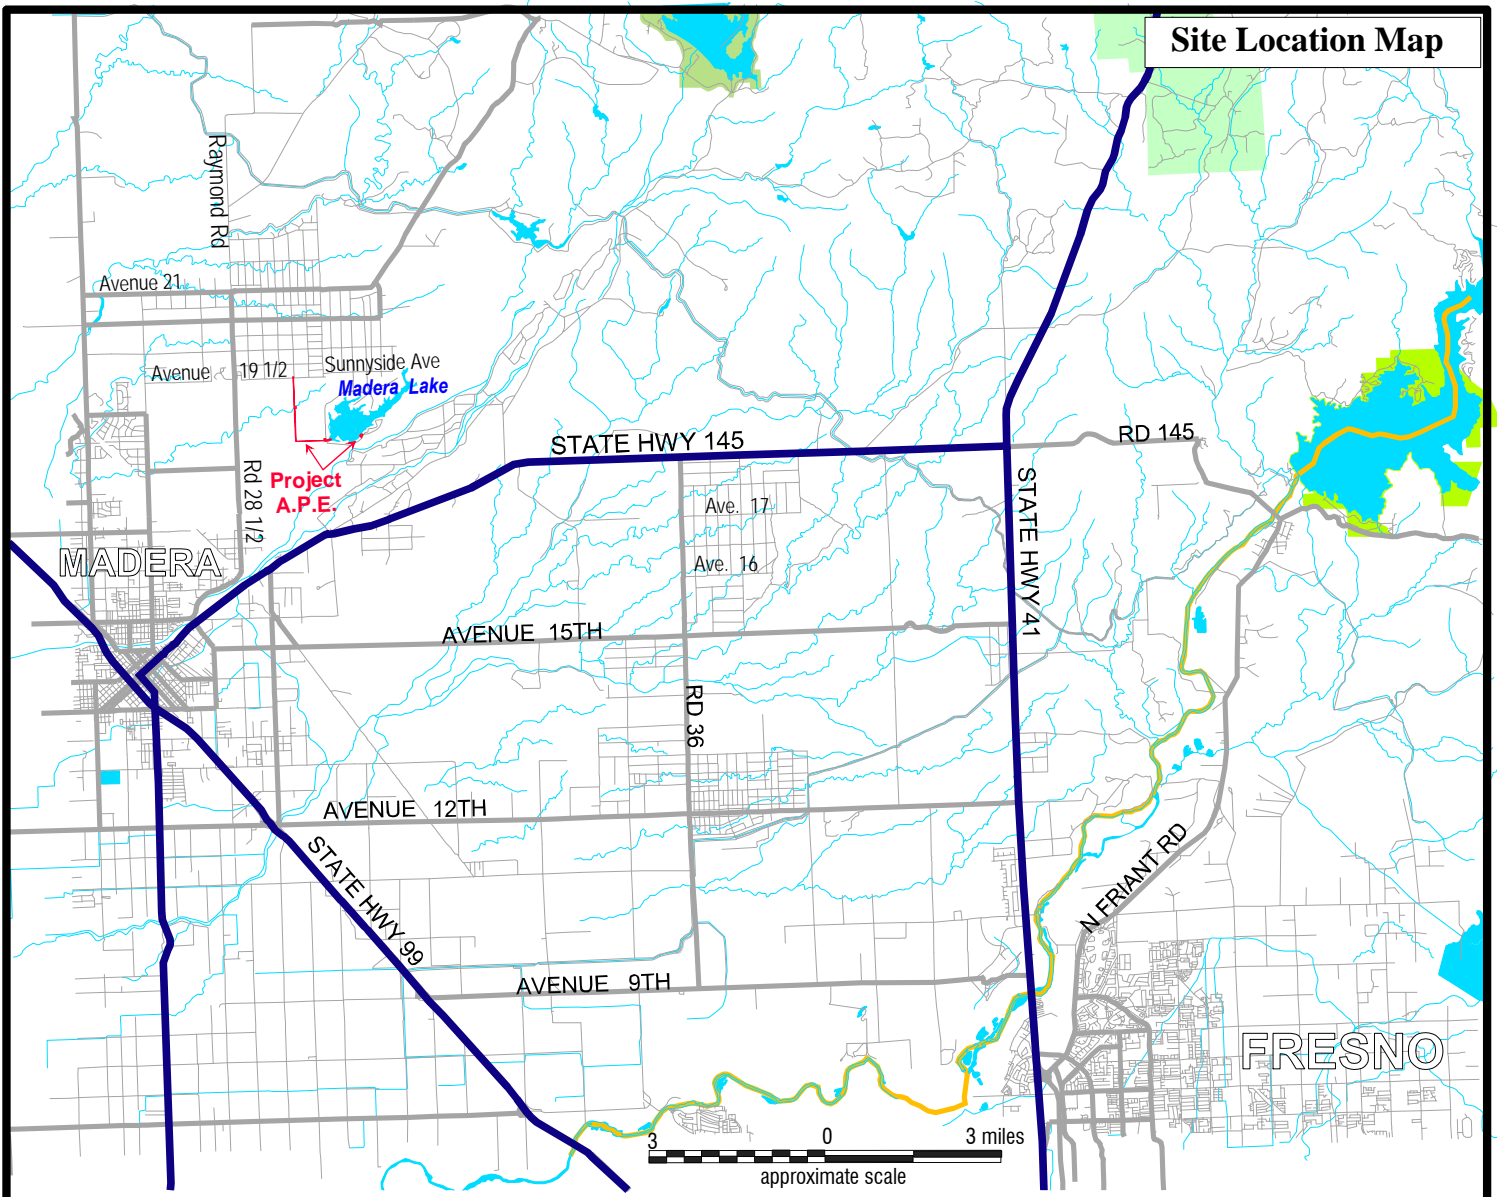 Site Location Map
Raymond Rd
Avenue 21
Avenue 19 1/2
Sunnyside Ave
Madera Lake
Project
A.P.E.
Rd 28 1/2
STATE HWY 145
RD 145
Ave. 17
Ave. 16
STATE HWY 41
MADERA
AVENUE 15TH
RD 36
AVENUE 12TH
STATE HWY 99
N FRIANT RD
AVENUE 9TH
FRESNO
3 0 3 miles
approximate scale